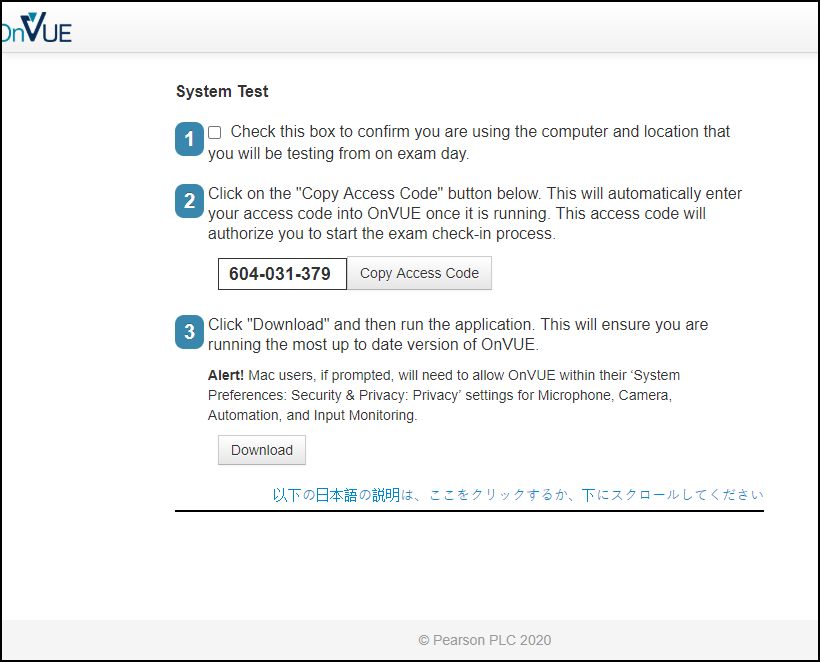 OnVUE
System Test
1
Check this box to confirm you are using the computer and location that
you will be testing from on exam day.
2
Click on the "Copy Access Code" button below. This will automatically enter
your access code into OnVUE once it is running. This access code will
authorize you to start the exam check-in process.
604-031-379 Copy Access Code
3
Click "Download" and then run the application. This will ensure you are
running the most up to date version of OnVUE.
Alert! Mac users, if prompted, will need to allow OnVUE within their ‘System
Preferences: Security & Privacy: Privacy’ settings for Microphone, Camera,
Automation, and Input Monitoring.
Download
以下の日本語の説明は、ここをクリックするか、下にスクロールしてください
© Pearson PLC 2020